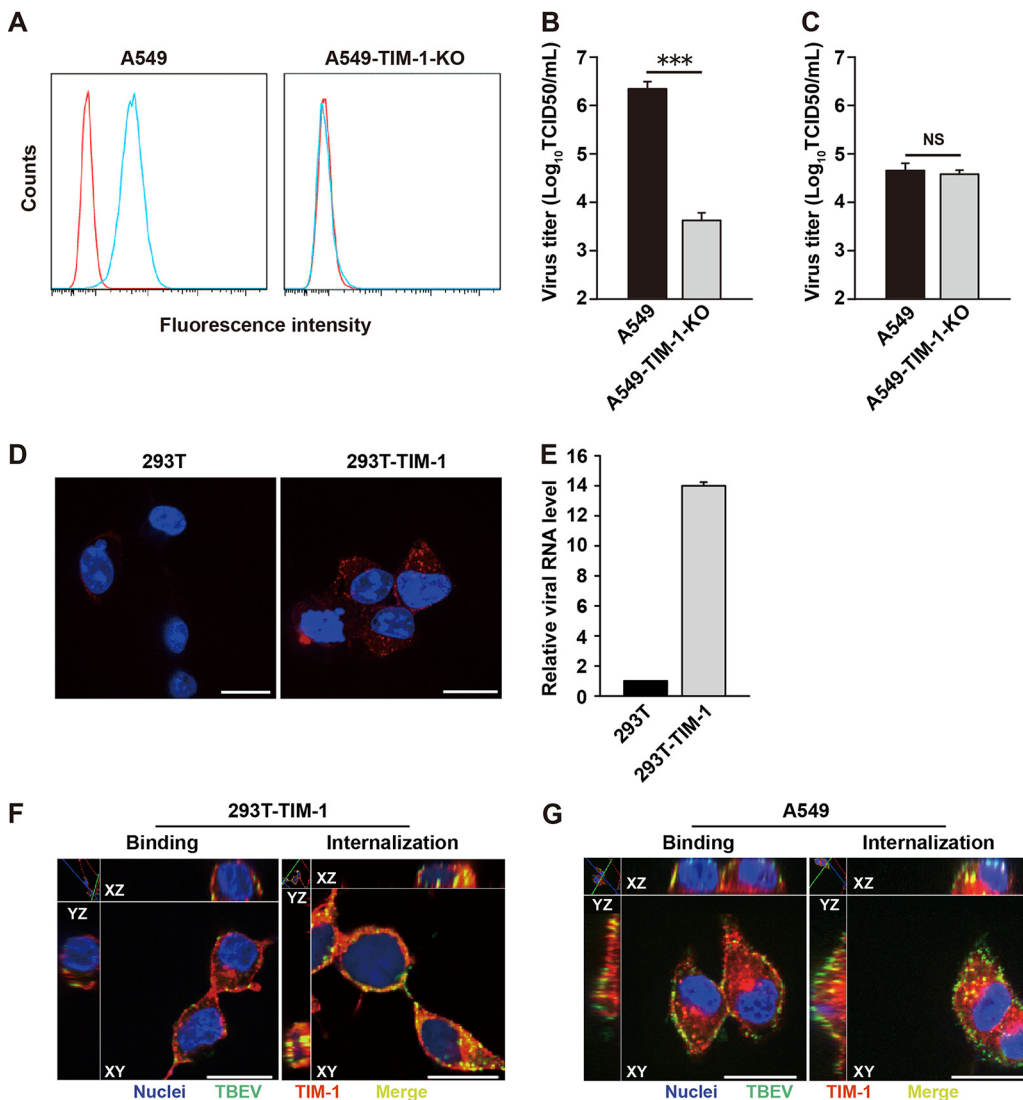 A
A549
A549-TIM-1-KO
Counts
Fluorescence intensity
B
Virus titer (Log10TCID50/mL)
7
6
5
4
3
2
***
A549
A549-TIM-1-KO
C
Virus titer (Log10TCID50/mL)
7
6
5
4
3
2
NS
A549
A549-TIM-1-KO
D
293T
293T-TIM-1
E
Relative viral RNA level
16
14
12
10
8
6
4
2
0
293T
293T-TIM-1
F
293T-TIM-1
Binding
Internalization
XZ
YZ
XY
XZ
YZ
XY
G
A549
Binding
Internalization
XZ
YZ
XY
XZ
YZ
XY
Nuclei TBEV TIM-1 Merge
Nuclei TBEV TIM-1 Merge